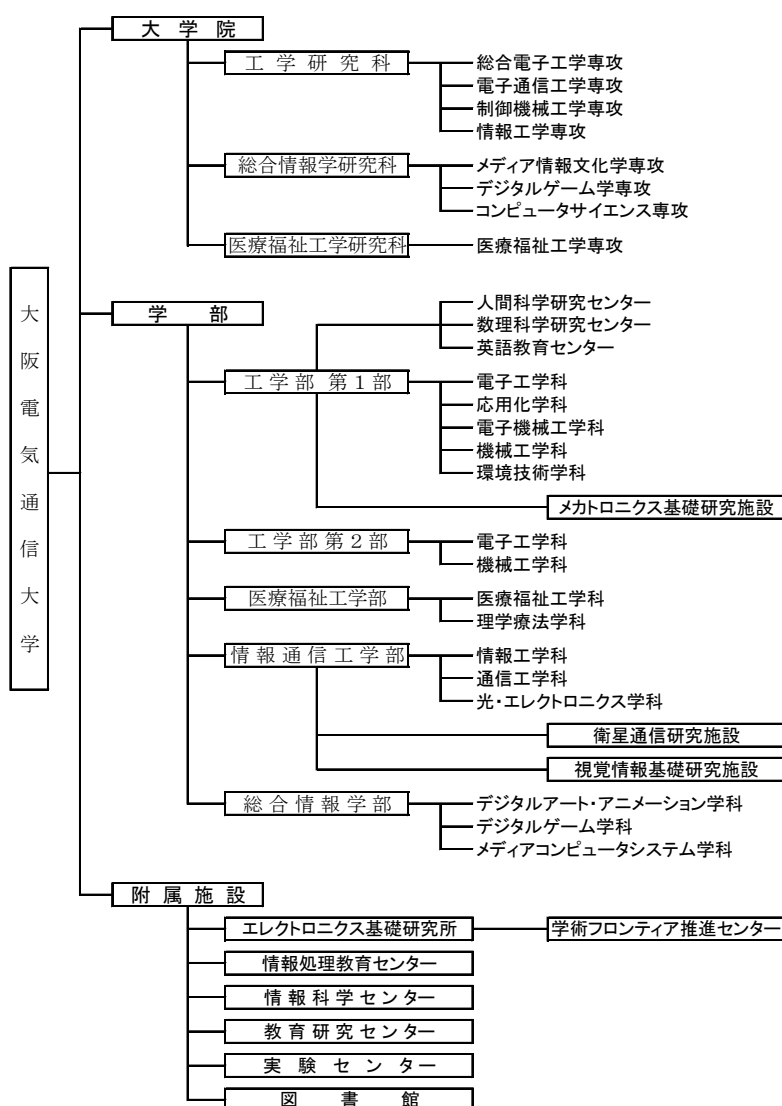 大学院
工学研究科
総合電子工学専攻
電子通信工学専攻
制御機械工学専攻
情報工学専攻
総合情報学研究科
メディア情報文化学専攻
デジタルゲーム学専攻
コンピュータサイエンス専攻
医療福祉工学研究科
医療福祉工学専攻
大阪電気通信大学
学部
人間科学研究センター
数理科学研究センター
英語教育センター
工学部 第1部
電子工学科
応用化学科
電子機械工学科
機械工学科
環境技術学科
メカトロニクス基礎研究施設
工学部第2部
電子工学科
機械工学科
医療福祉工学部
医療福祉工学科
理学療法学科
情報通信工学部
情報工学科
通信工学科
光・エレクトロニクス学科
衛星通信研究施設
視覚情報基礎研究施設
総合情報学部
デジタルアート・アニメーション学科
デジタルゲーム学科
メディアコンピュータシステム学科
附属施設
エレクトロニクス基礎研究所
学術フロンティア推進センター
情報処理教育センター
情報科学センター
教育研究センター
実験センター
図書館